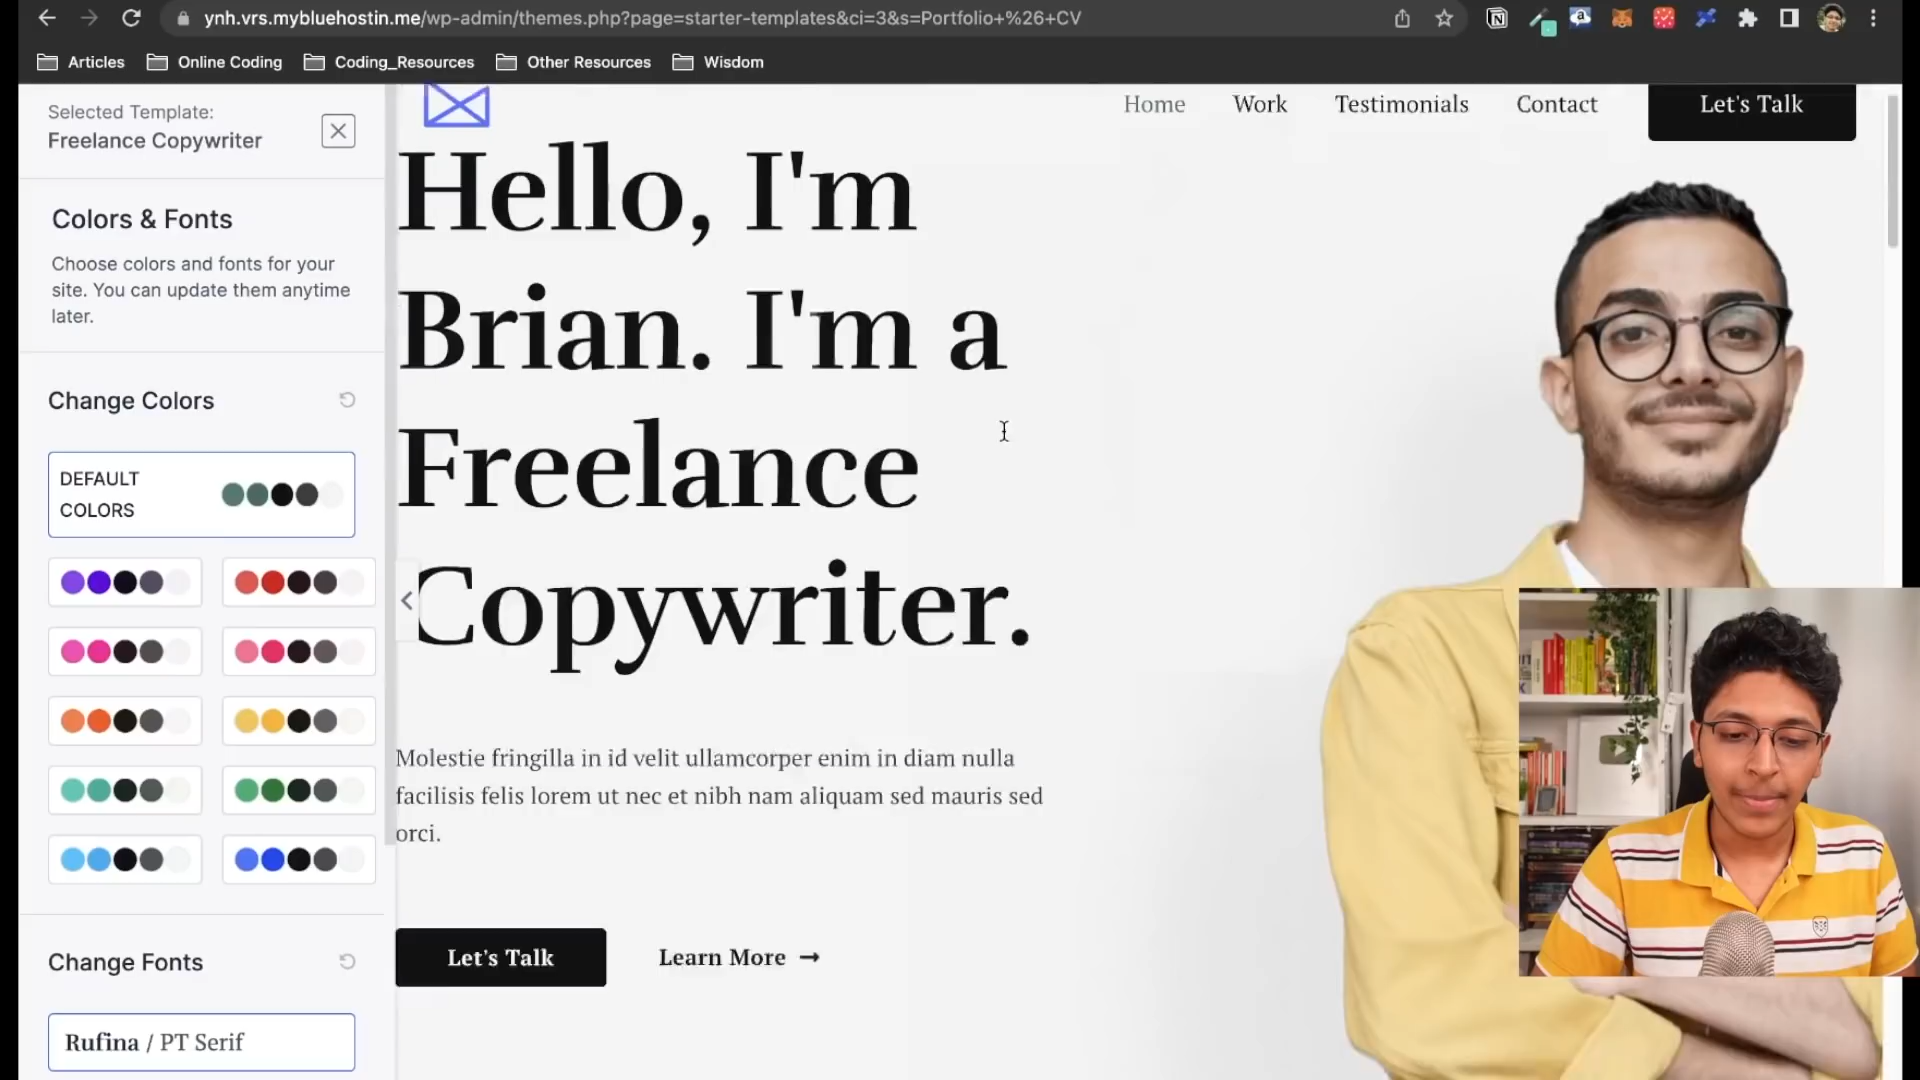 ynh.vrs.mybluehostin.me/wp-admin/themes.php?page=starter-templates&ci=3&s=Portfolio+%26+CV
Articles
Online Coding
Coding_Resources
Other Resources
Wisdom
Selected Template:
Freelance Copywriter
Colors & Fonts
Choose colors and fonts for your
site. You can update them anytime
later.
Change Colors
DEFAULT
COLORS
Change Fonts
Rufina / PT Serif
Home
Work
Testimonials
Contact
Let's Talk
Hello, I'm
Brian. I'm a
Freelance
Copywriter.
Molestie fringilla in id velit ullamcorper enim in diam nulla
facilisis felis lorem ut nec et nibh nam aliquam sed mauris sed
orci.
Let's Talk
Learn More →